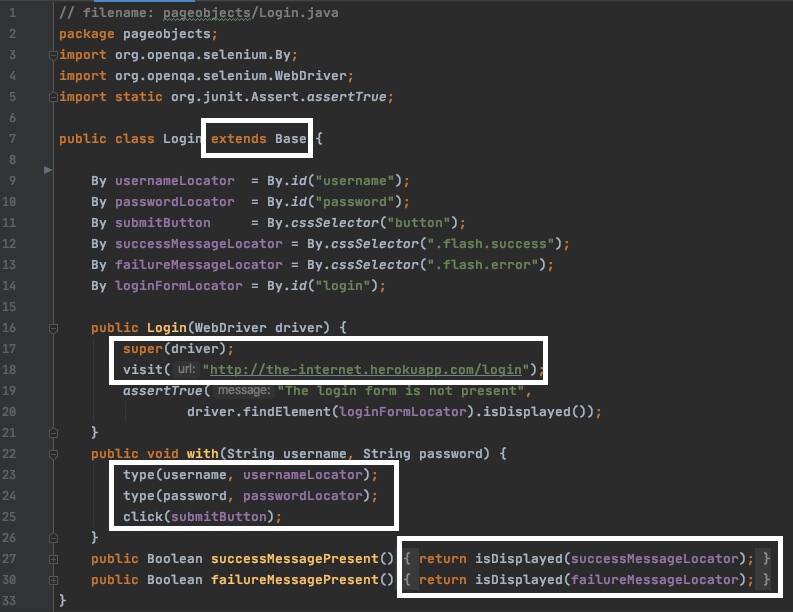 1 // filename: pageobjects/Login.java
2 package pageobjects;
3 import org.openqa.selenium.By;
4 import org.openqa.selenium.WebDriver;
5 import static org.junit.Assert.assertTrue;
6
7 public class Login extends Base {
8
9 By usernameLocator = By.id("username");
10 By passwordLocator = By.id("password");
11 By submitButton = By.cssSelector("button");
12 By successMessageLocator = By.cssSelector(".flash.success");
13 By failureMessageLocator = By.cssSelector(".flash.error");
14 By loginFormLocator = By.id("login");
15
16 public Login(WebDriver driver) {
17 super(driver);
18 visit( url: "http://the-internet.herokuapp.com/login");
19 assertTrue( message: "The login form is not present",
20 driver.findElement(loginFormLocator).isDisplayed());
21 }
22 public void with(String username, String password) {
23 type(username, usernameLocator);
24 type(password, passwordLocator);
25 click(submitButton);
26 }
27 public Boolean successMessagePresent() { return isDisplayed(successMessageLocator); }
30 public Boolean failureMessagePresent() { return isDisplayed(failureMessageLocator); }
33 }